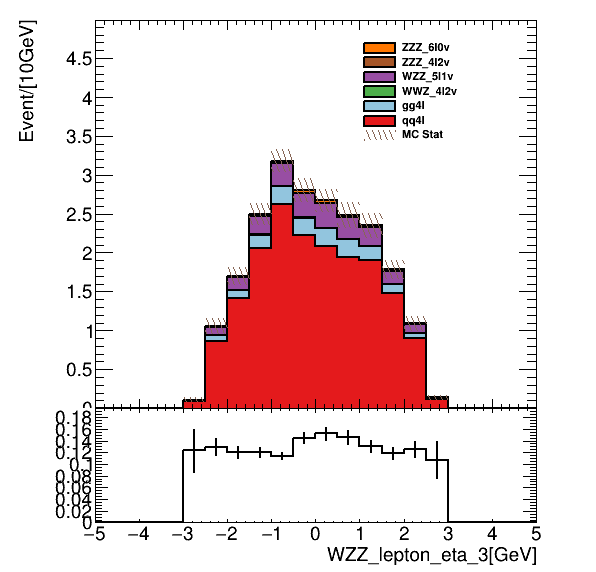 Event/[10GeV]
4.5
4
3.5
3
2.5
2
1.5
1
0.5
0
ZZZ_6l0v
ZZZ_4l2v
WZZ_5l1v
WWZ_4l2v
gg4l
qq4l
MC Stat
0.18
0.16
0.14
0.12
0.1
0.08
0.06
0.04
0.02
0
−5 −4 −3 −2 −1 0 1 2 3 4 5
WZZ_lepton_eta_3[GeV]